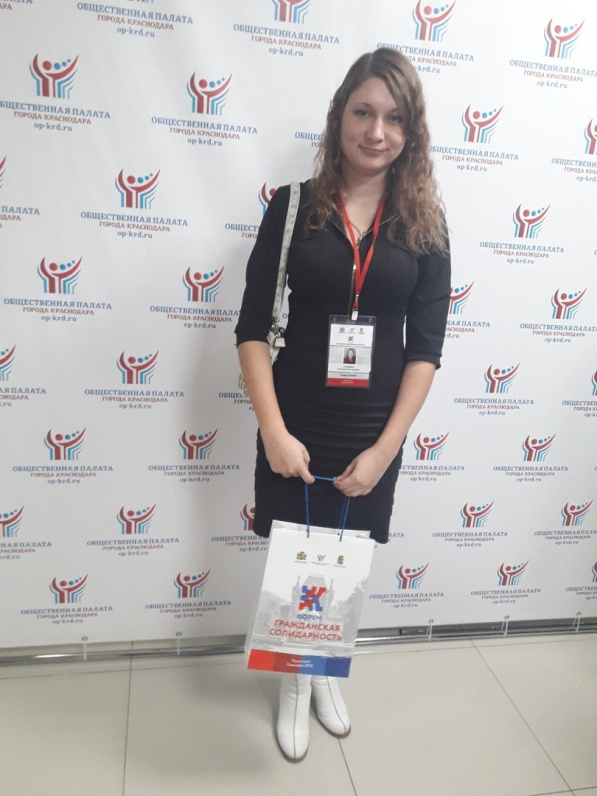 ОБЩЕСТВЕННАЯ ПАЛАТА
ГОРОДА КРАСНОДАРА
op-krd.ru
ФОРУМ
ГРАЖДАНСКАЯ
СОЛИДАРНОСТЬ